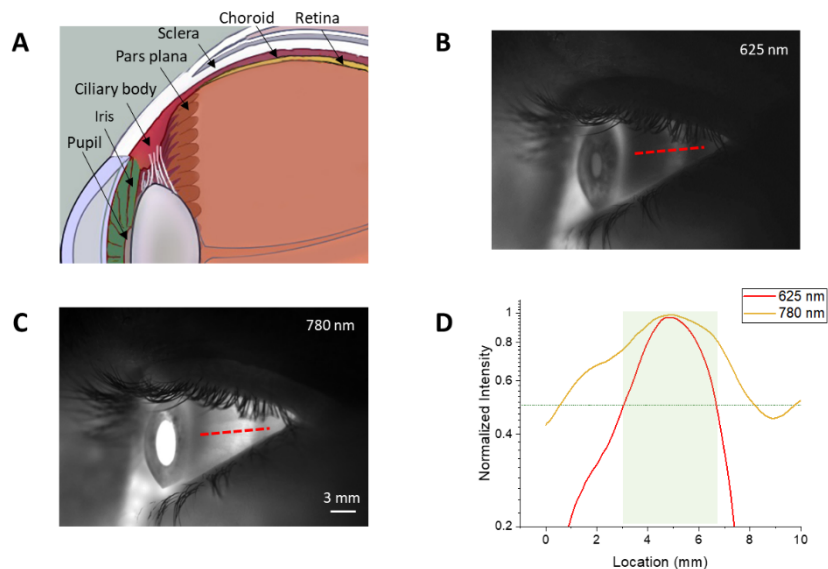 A
Choroid
Retina
Sclera
Pars plana
Ciliary body
Iris
Pupil
B
625 nm
C
780 nm
3 mm
D
625 nm
780 nm
Normalized Intensity
1
0.8
0.6
0.4
0.2
0
2
4
6
8
10
Location (mm)